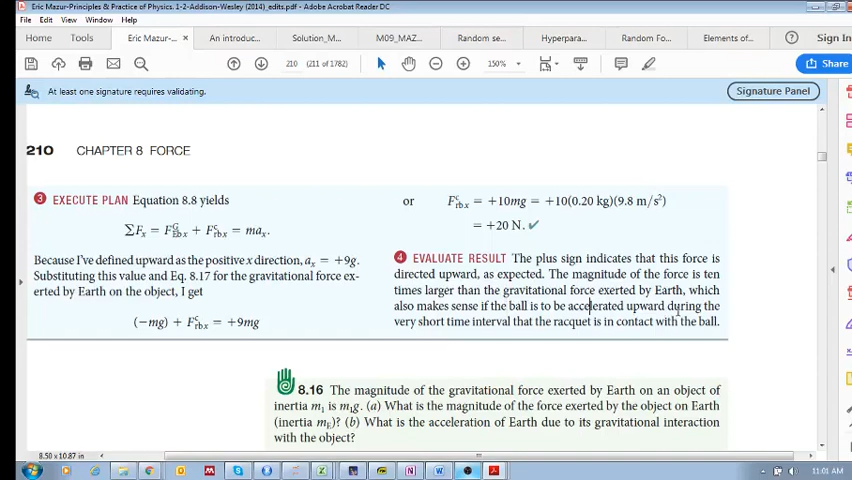 Eric Mazur-Principles & Practice of Physics. 1-2-Addison-Wesley (2014)_edits.pdf - Adobe Acrobat Reader DC
File Edit View Window Help
Home Tools Eric Mazur-... × An introduc... Solution_M... M09_MAZ... Random se... Hyperpara... Random Fo... Elements of... Sign In
210 (211 of 1782) 150% Share
At least one signature requires validating. Signature Panel
210 CHAPTER 8 FORCE
3 EXECUTE PLAN Equation 8.8 yields
ΣFₓ = F^G_Ebx + F^c_rbx = maₓ.
Because I've defined upward as the positive x direction, aₓ = +9g.
Substituting this value and Eq. 8.17 for the gravitational force ex-
erted by Earth on the object, I get
(−mg) + F^c_rbx = +9mg
or F^c_rbx = +10mg = +10(0.20 kg)(9.8 m/s²)
= +20 N. ✔
4 EVALUATE RESULT The plus sign indicates that this force is
directed upward, as expected. The magnitude of the force is ten
times larger than the gravitational force exerted by Earth, which
also makes sense if the ball is to be accelerated upward during the
very short time interval that the racquet is in contact with the ball.
8.16 The magnitude of the gravitational force exerted by Earth on an object of
inertia m₁ is m₁g. (a) What is the magnitude of the force exerted by the object on Earth
(inertia m_E)? (b) What is the acceleration of Earth due to its gravitational interaction
with the object?
8.50 x 10.87 in
11:01 AM